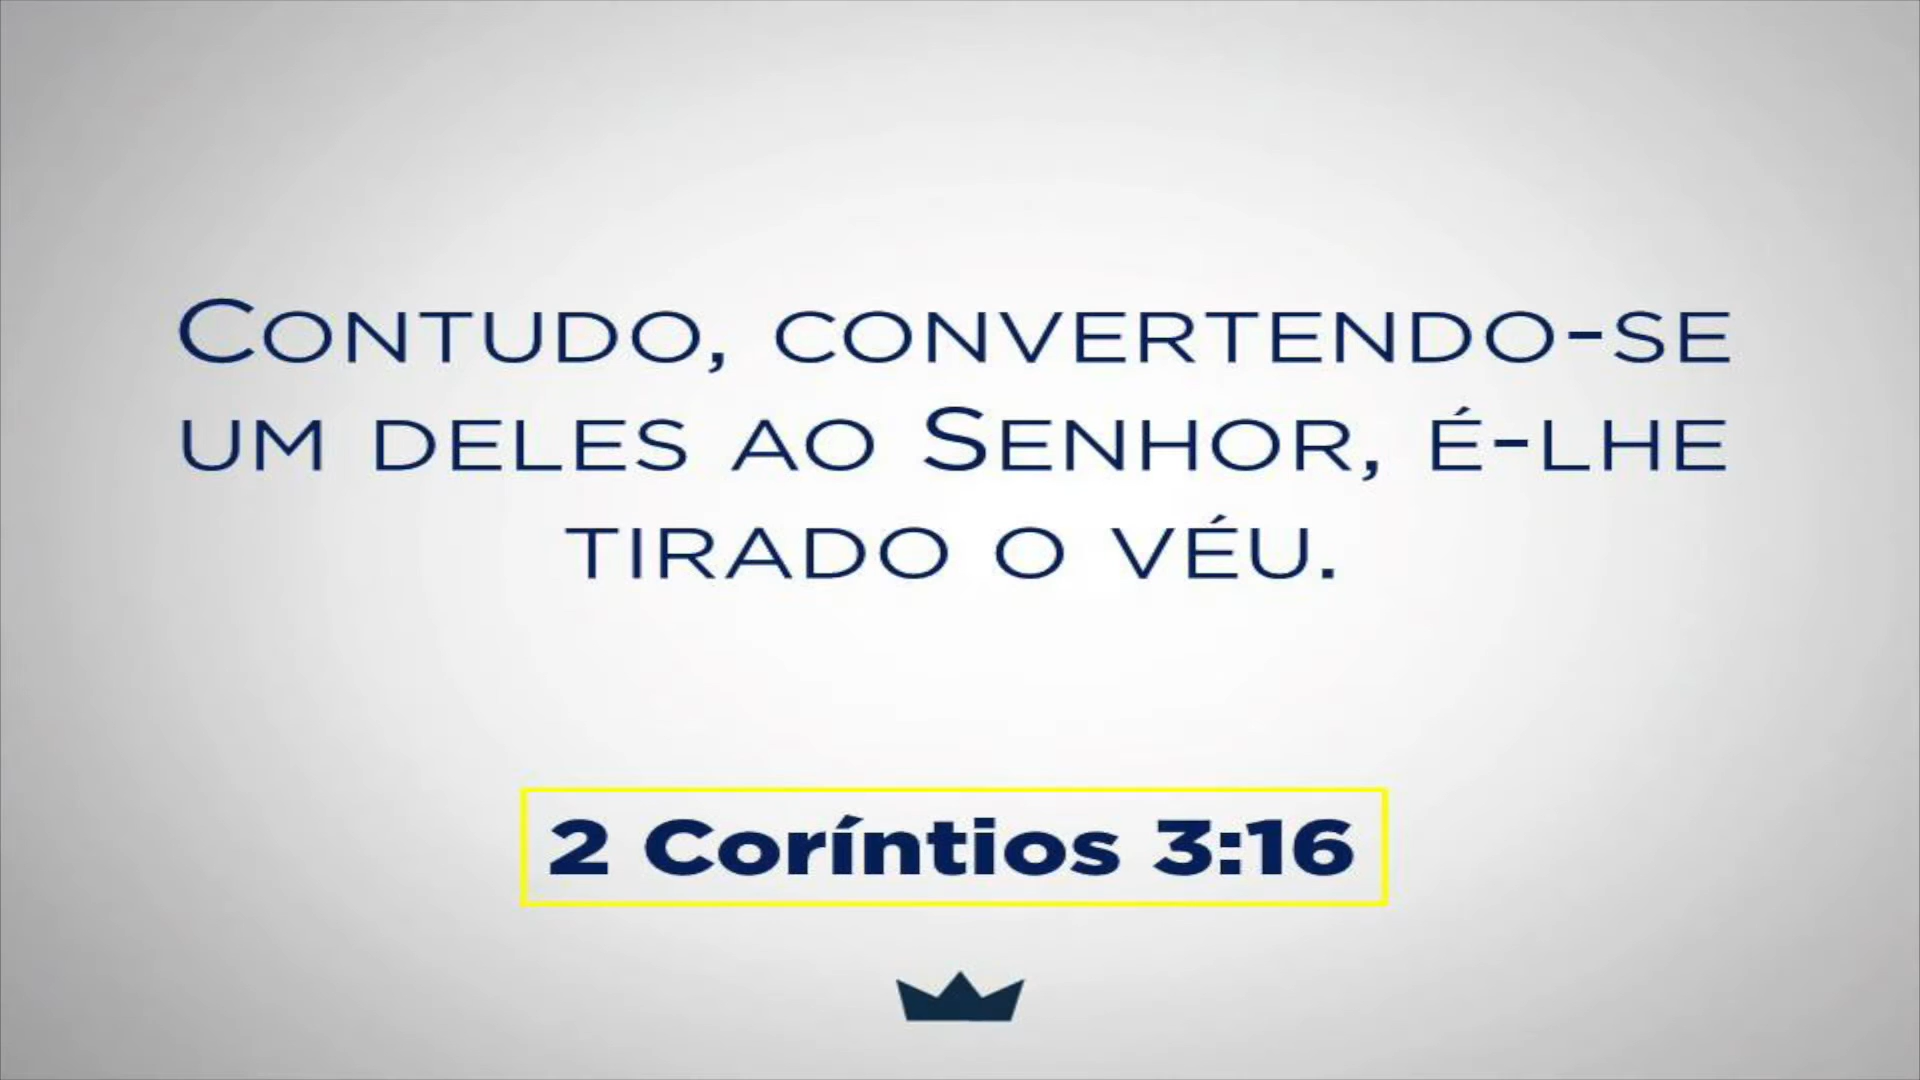 Contudo, convertendo-se
um deles ao Senhor, é-lhe
tirado o véu.
2 Coríntios 3:16